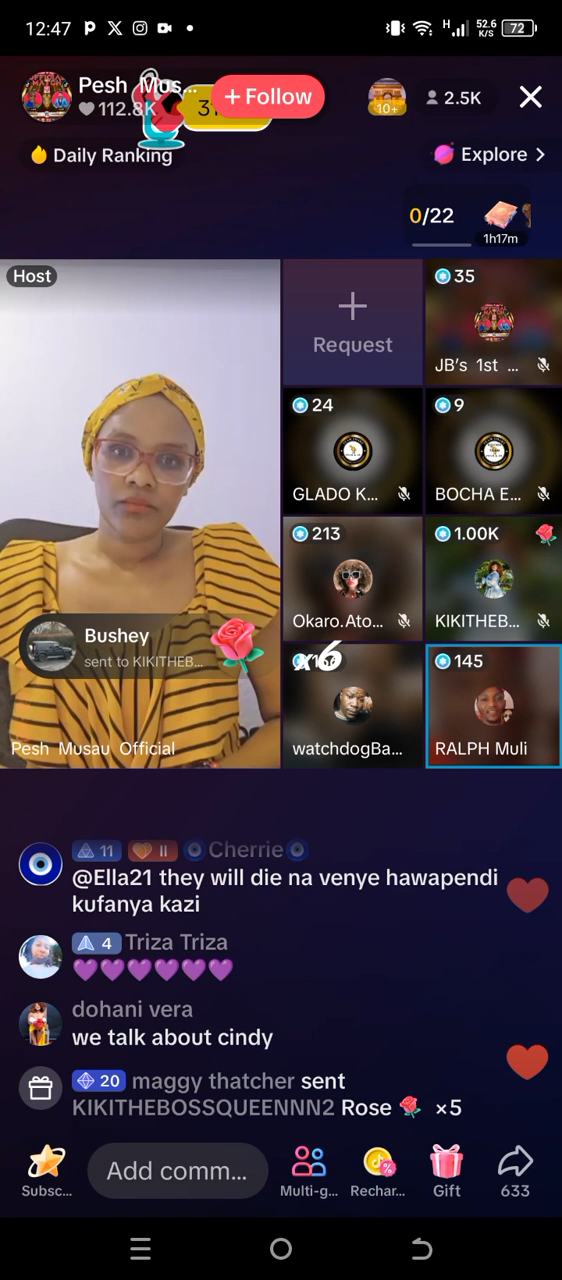 12:47
H
52.6
K/S
72
Pesh Mus...
112.8K
+ Follow
10+
2.5K
Daily Ranking
Explore >
0/22
1h17m
Host
+
Request
35
JB's 1st ...
24
GLADO K...
9
BOCHA E...
213
Okaro.Ato...
1.00K
KIKITHEB...
Bushey
sent to KIKITHEB...
x6
watchdogBa...
145
RALPH Muli
Pesh Musau Official
11
II
Cherrie
@Ella21 they will die na venye hawapendi
kufanya kazi
4
Triza Triza
💜💜💜💜💜💜
dohani vera
we talk about cindy
20 maggy thatcher sent
KIKITHEBOSSQUEENNN2 Rose 🌹 ×5
Subsc...
Add comm...
Multi-g...
Rechar...
Gift
633